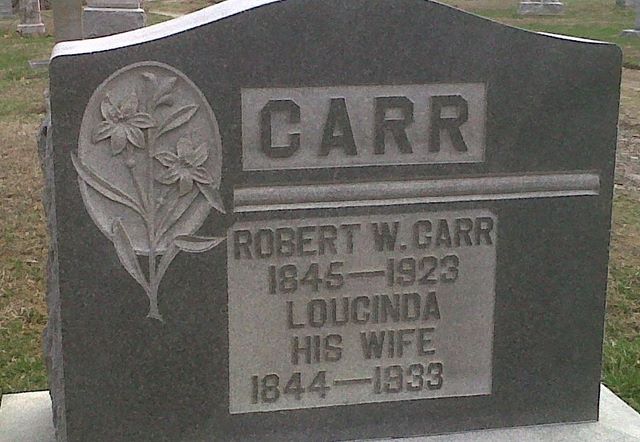 CARR
ROBERT W. CARR
1845—1923
LOUCINDA
HIS WIFE
1844—1933